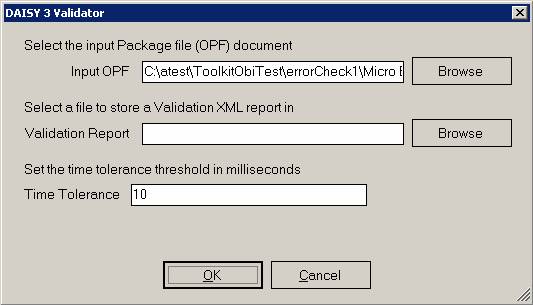 DAISY 3 Validator
Select the input Package file (OPF) document
Input OPF C:\atest\ToolkitObiTest\errorCheck1\Micro Browse
Select a file to store a Validation XML report in
Validation Report Browse
Set the time tolerance threshold in milliseconds
Time Tolerance 10
OK Cancel